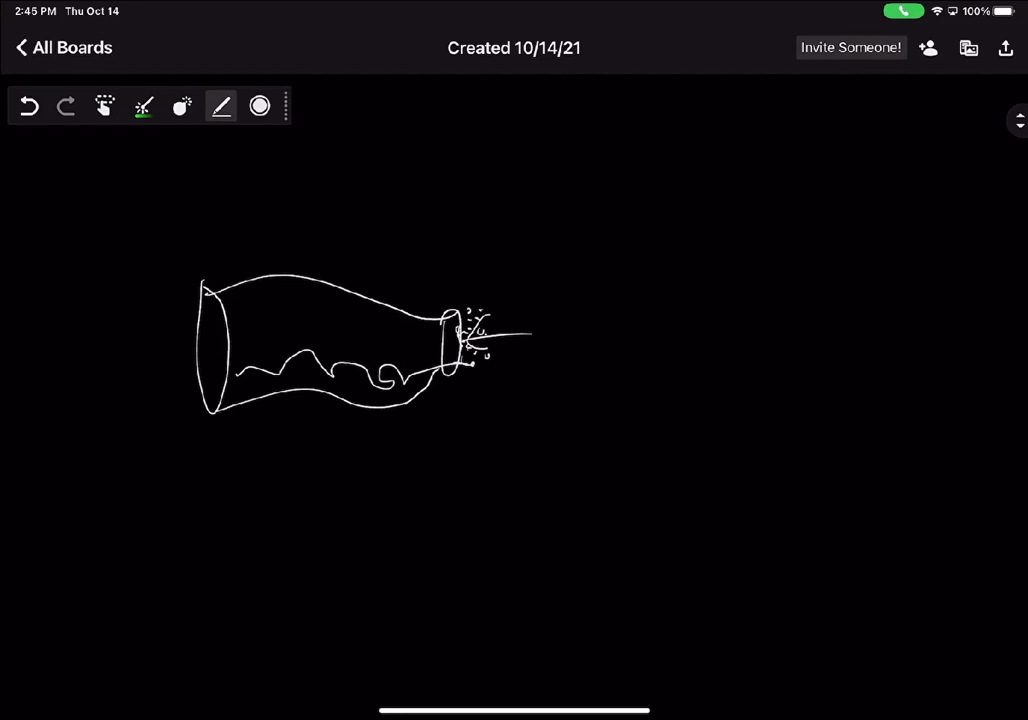 2:45 PM Thu Oct 14
100%
All Boards
Created 10/14/21
Invite Someone!